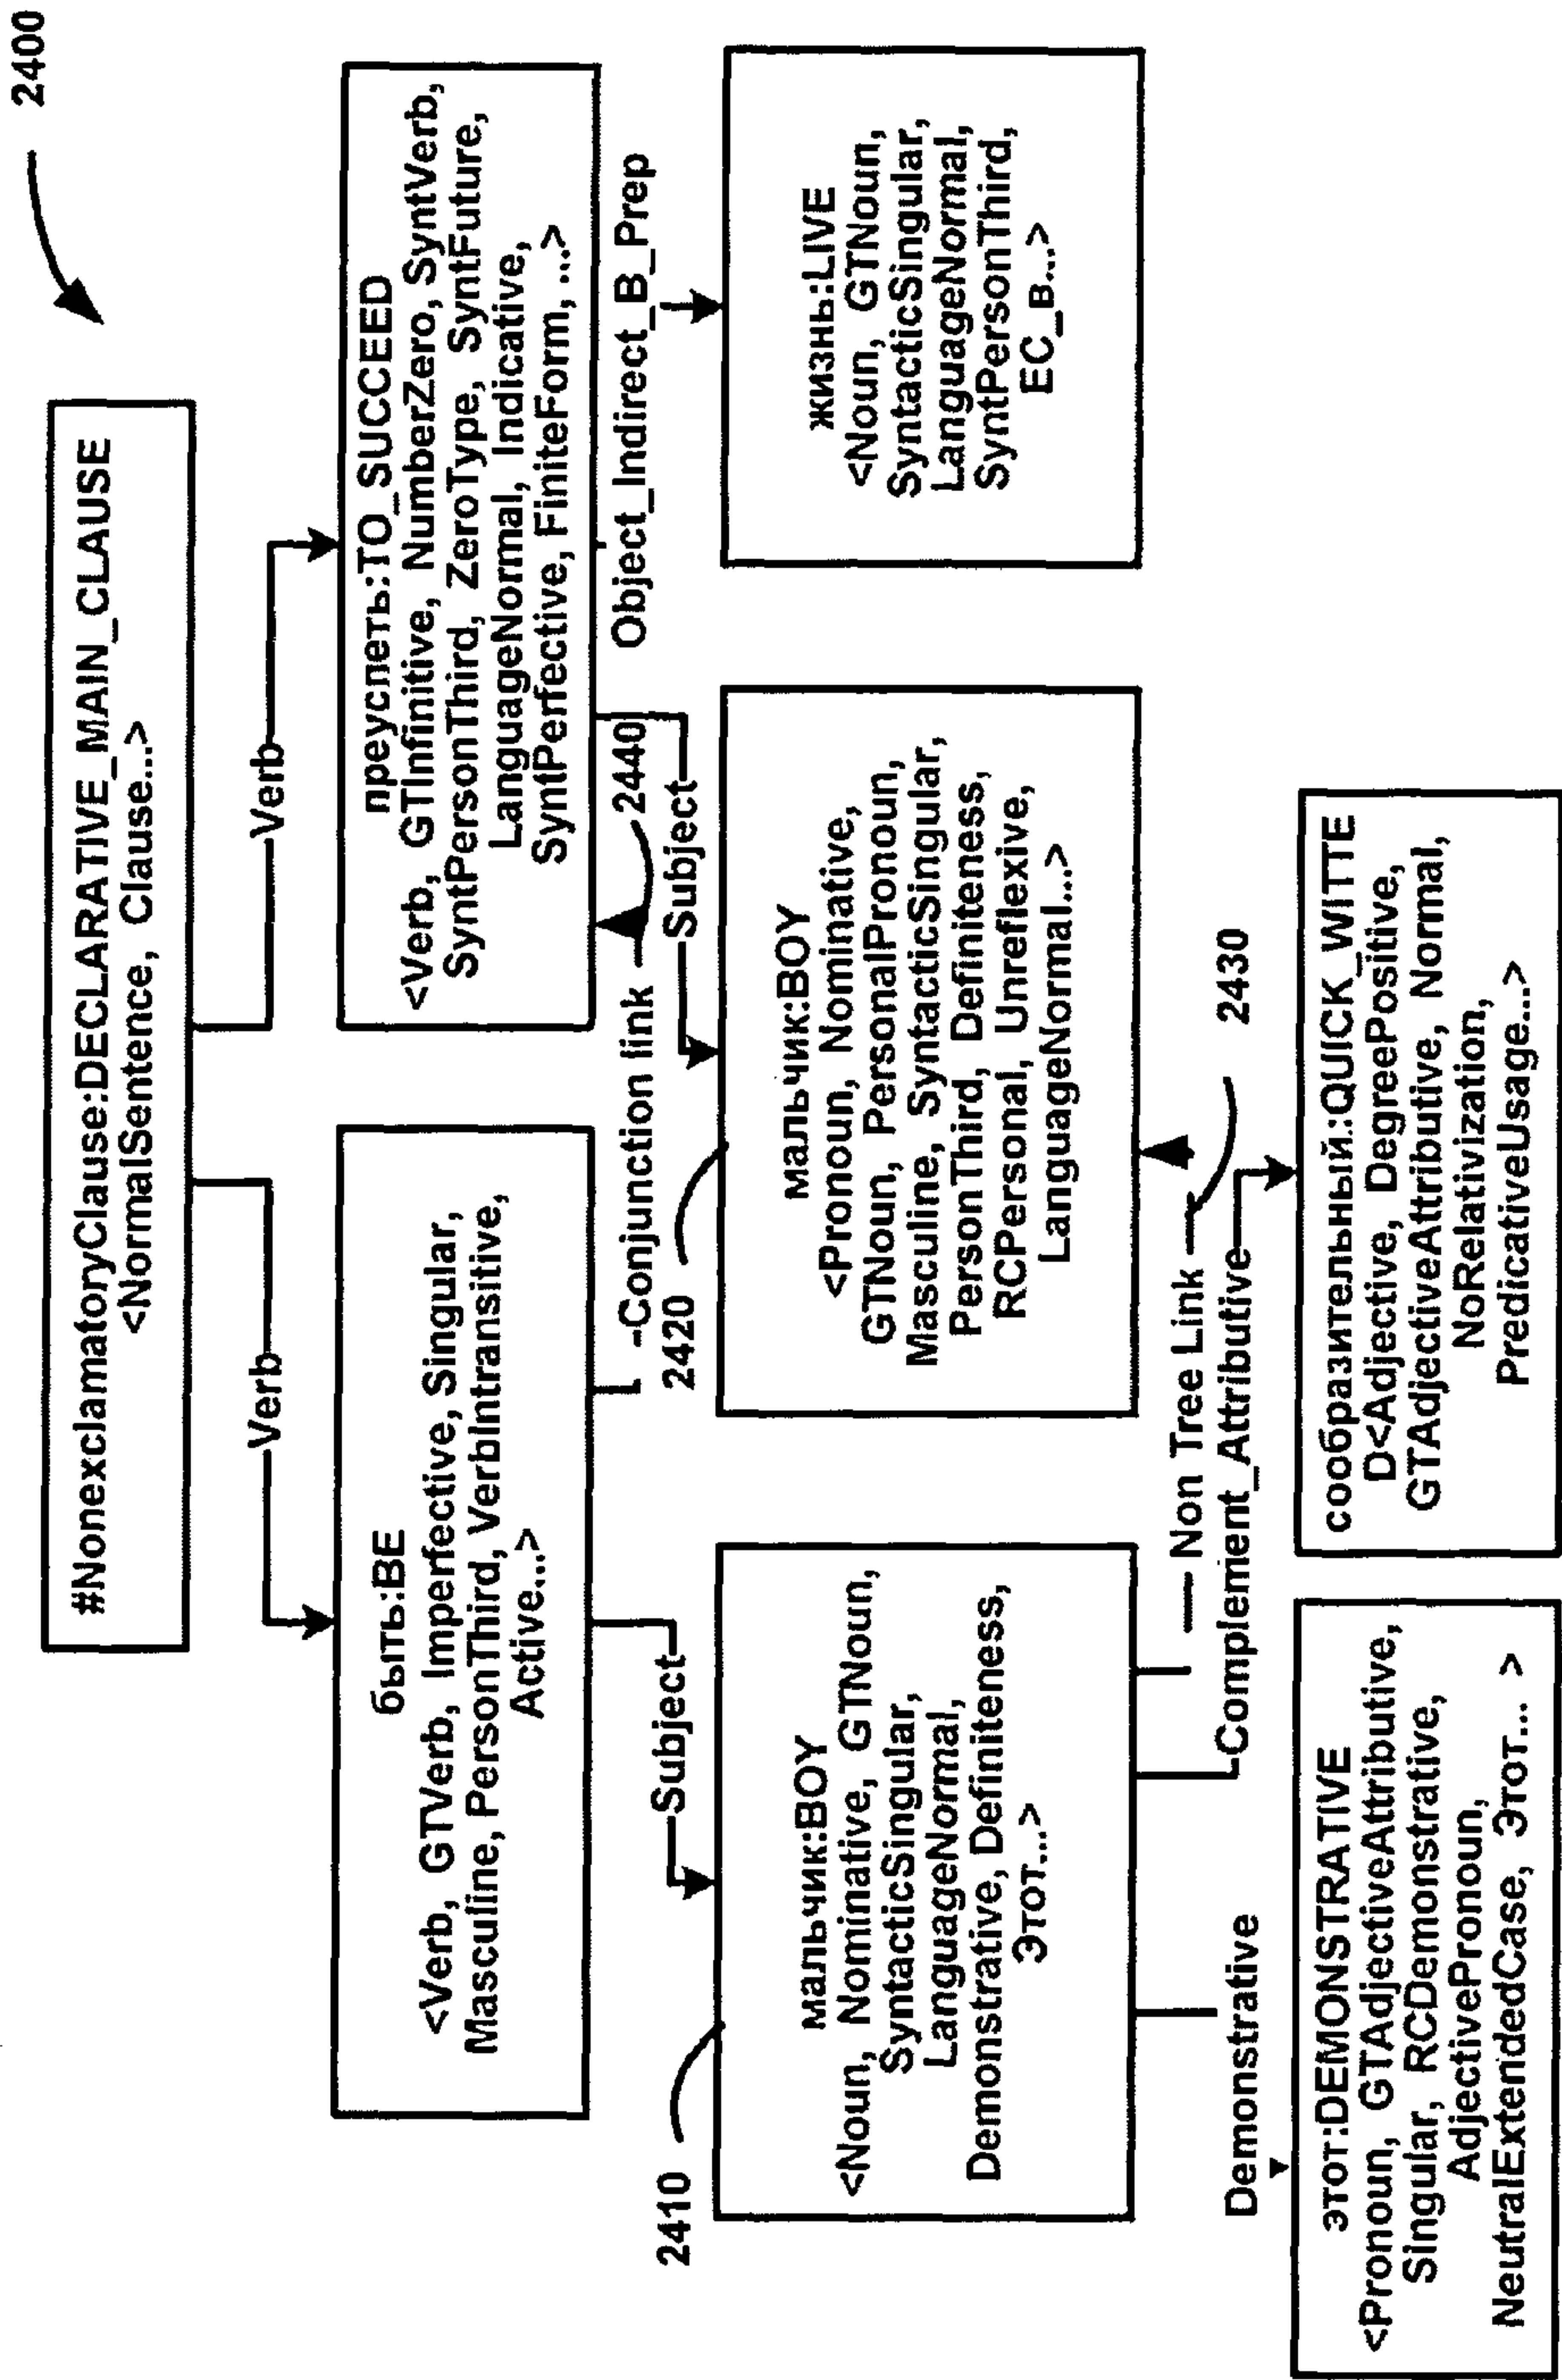 2400
#NonexclamatoryClause:DECLARATIVE_MAIN_CLAUSE
<NormalSentence, Clause...>
Verb
Verb
быть:BE
<Verb, GTVerb, Imperfective, Singular,
Masculine, PersonThird, VerbIntransitive,
Active...>
преуспеть:TO_SUCCEED
<Verb, GTInfinitive, NumberZero, SyntVerb,
SyntPersonThird, ZeroType, SyntFuture,
LanguageNormal, Indicative,
SyntPerfective, FiniteForm, ...>
Conjunction link
2440
Object_Indirect_B_Prep
2410
Subject
2420
Subject
мальчик:BOY
<Noun, Nominative, GTNoun,
SyntacticSingular,
LanguageNormal,
Demonstrative, Definiteness,
Этот...>
мальчик:BOY
<Pronoun, Nominative,
GTNoun, PersonalPronoun,
Masculine, SyntacticSingular,
PersonThird, Definiteness,
RCPersonal, Unreflexive,
LanguageNormal...>
жизнь:LIVE
<Noun, GTNoun,
SyntacticSingular,
LanguageNormal,
SyntPersonThird,
EC_в...>
Non Tree Link
2430
Demonstrative
Complement_Attributive
этот:DEMONSTRATIVE
<Pronoun, GTAdjectiveAttributive,
Singular, RCDemonstrative,
AdjectivePronoun,
NeutralExtendedCase, Этот... >
сообразительный:QUICK_WITTE
D<Adjective, DegreePositive,
GTAdjectiveAttributive, Normal,
NoRelativization,
PredicativeUsage...>